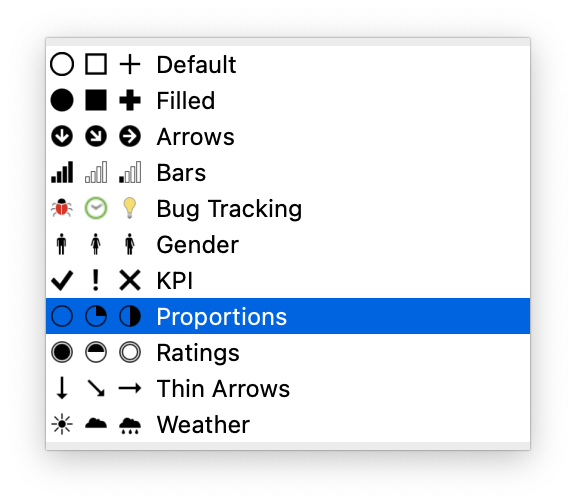 Default
Filled
Arrows
Bars
Bug Tracking
Gender
KPI
Proportions
Ratings
Thin Arrows
Weather